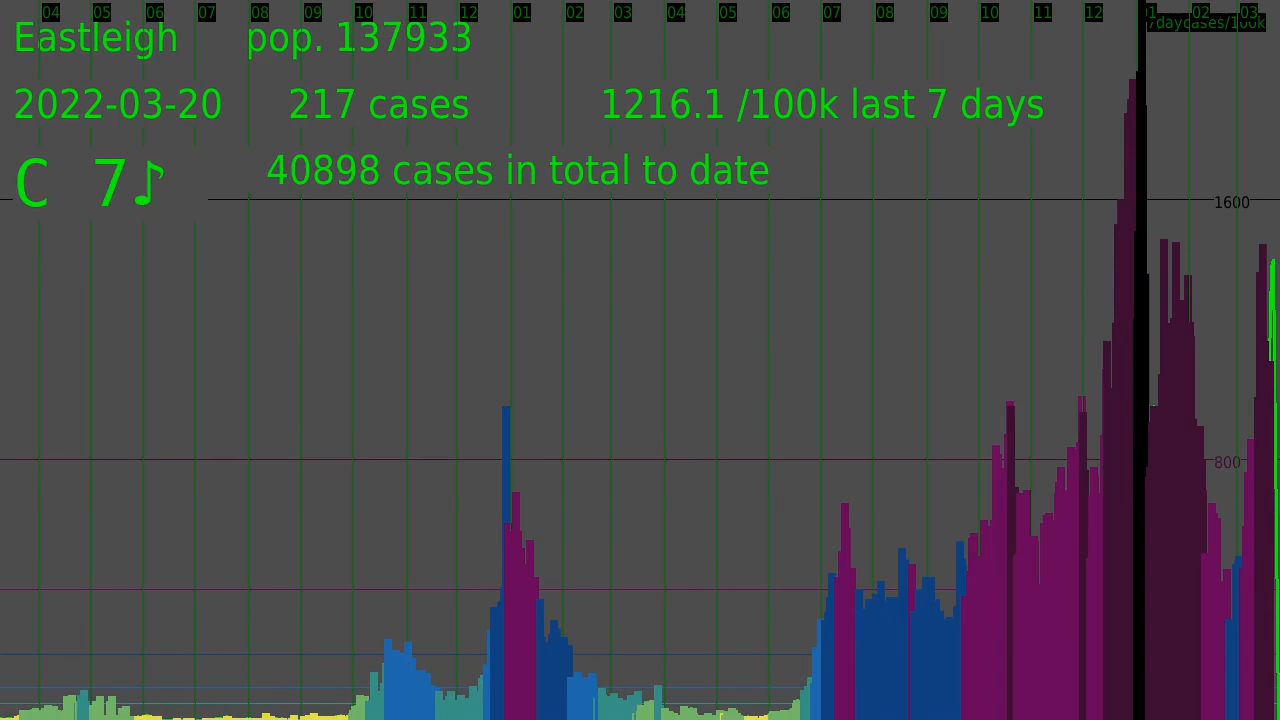 04 05 06 07 08 09 10 11 12 01 02 03 04 05 06 07 08 09 10 11 12 01 02 03
7daycases/100k
Eastleigh pop. 137933
2022-03-20 217 cases 1216.1 /100k last 7 days
C 7♪ 40898 cases in total to date
1600
800